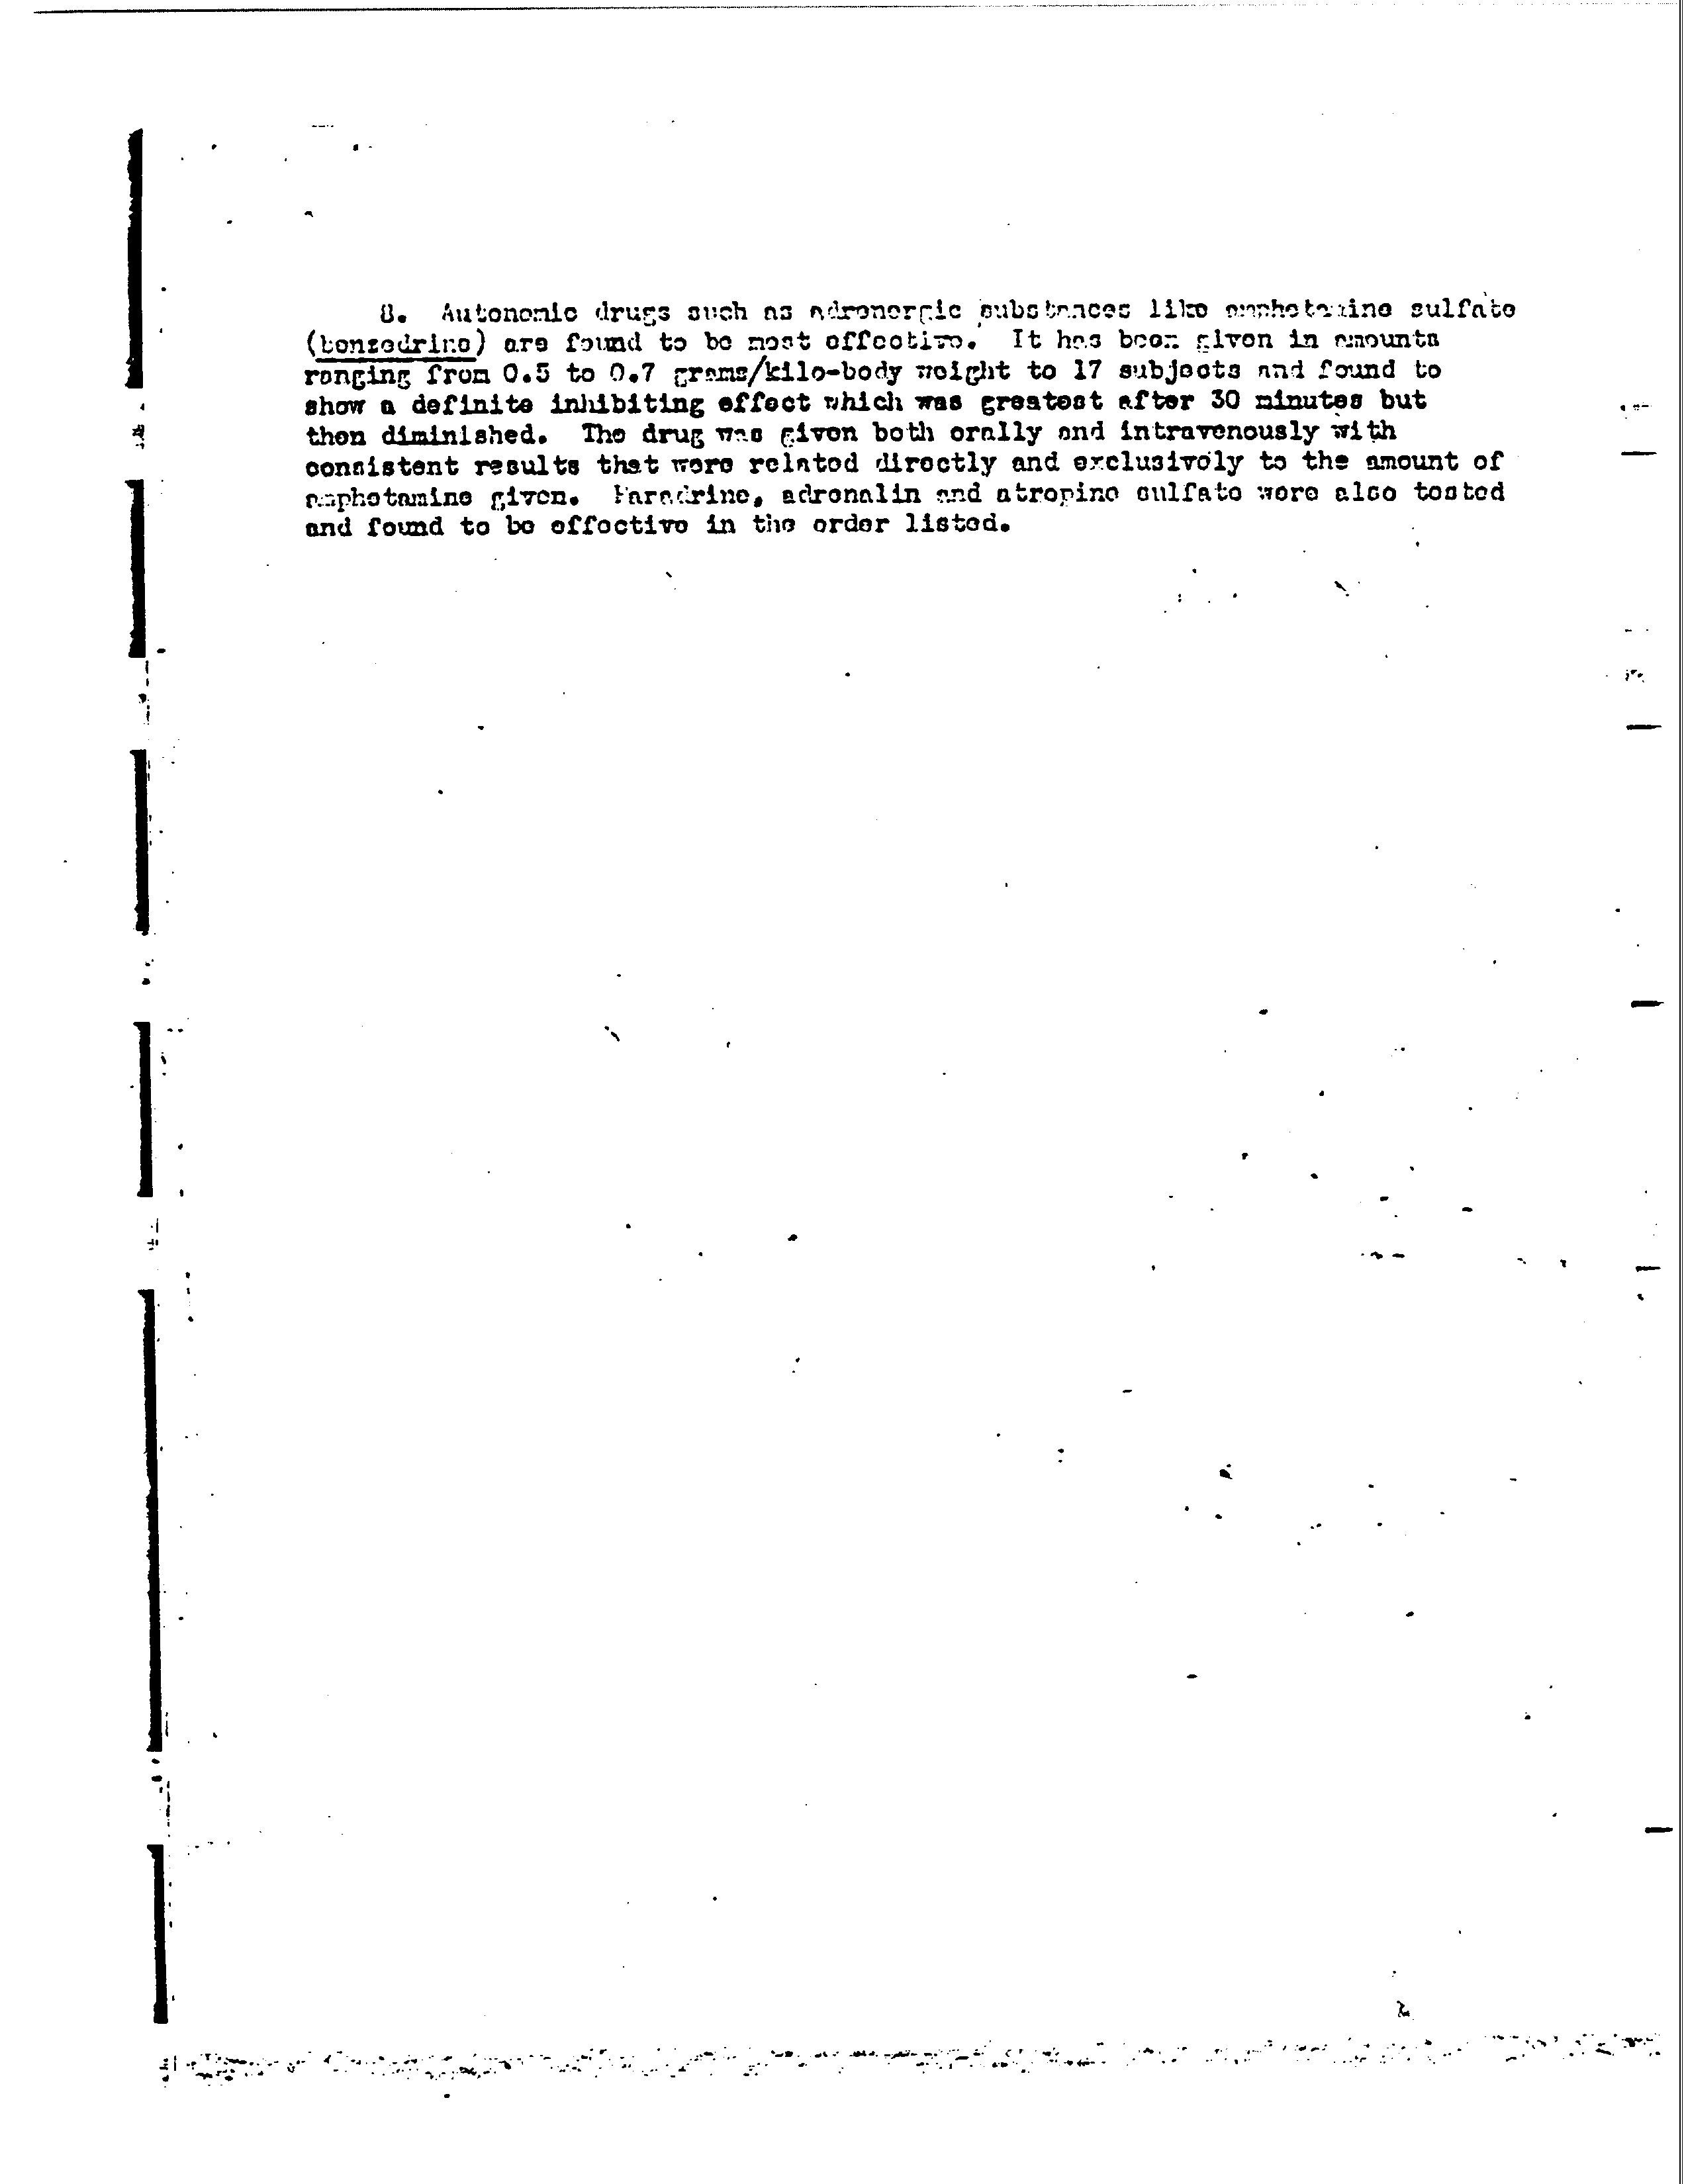 8. Autonomic drugs such as adrenergic substances like amphetamine sulfate
(benzedrine) are found to be most effective. It has been given in amounts
ranging from 0.5 to 0.7 grams/kilo-body weight to 17 subjects and found to
show a definite inhibiting effect which was greatest after 30 minutes but
then diminished. The drug was given both orally and intravenously with
consistent results that were related directly and exclusively to the amount of
amphetamine given. Paradrine, adrenalin and atropine sulfate were also tested
and found to be effective in the order listed.